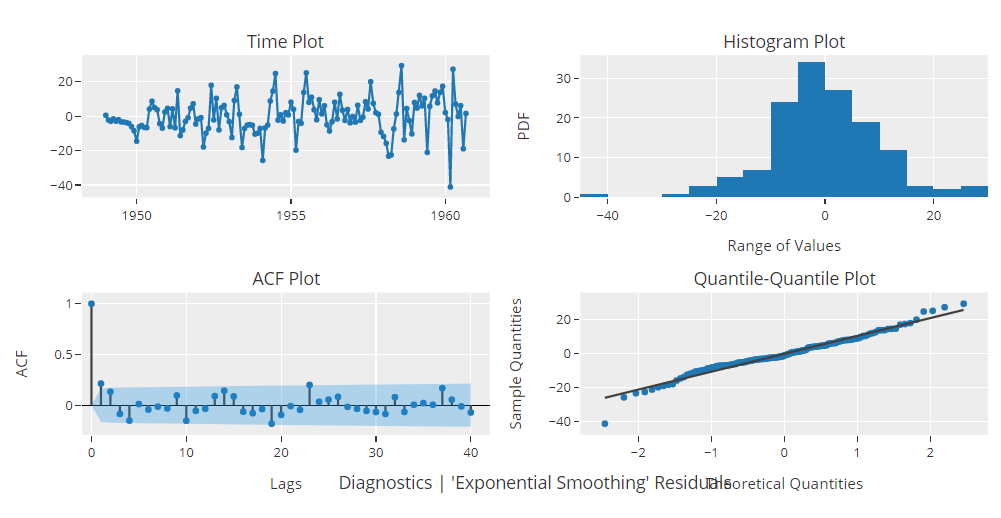 Time Plot
20
0
−20
−40
1950
1955
1960
Histogram Plot
PDF
30
20
10
0
−40
−20
0
20
Range of Values
ACF Plot
ACF
1
0.5
0
0
10
20
30
40
Lags
Quantile-Quantile Plot
Sample Quantities
20
0
−20
−40
−2
−1
0
1
2
Theoretical Quantities
Diagnostics | 'Exponential Smoothing' Residuals